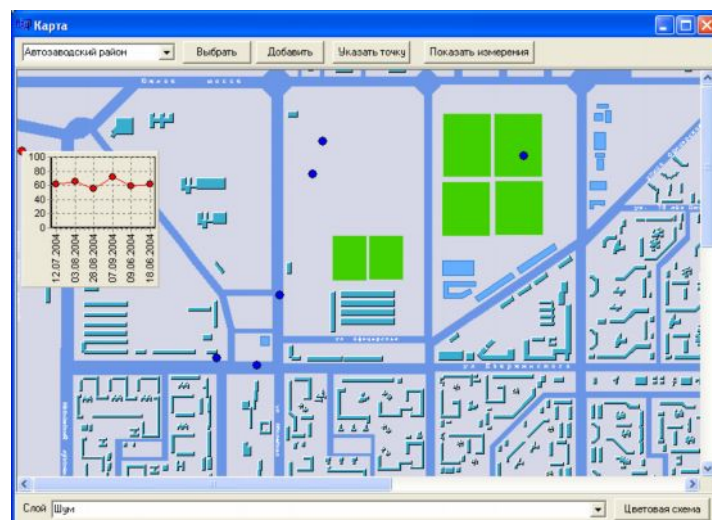 Карта
Автозаводский район
Выбрать
Добавить
Указать точку
Показать измерения
100
80
60
40
20
0
12.07.2004
03.08.2004
28.08.2004
07.09.2004
09.06.2004
18.06.2004
Слой
Шум
Цветовая схема